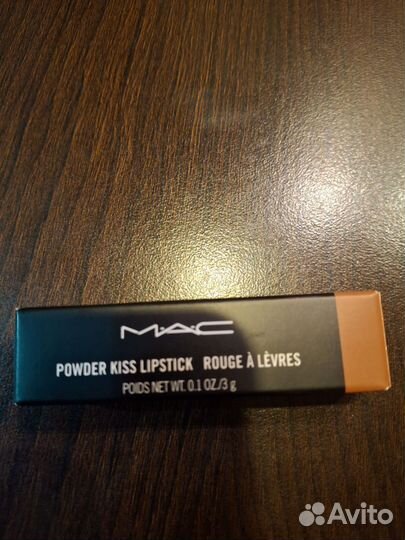 M·A·C
POWDER KISS LIPSTICK ROUGE À LÈVRES
POIDS NET WT. 0.1 OZ./3 g
Avito